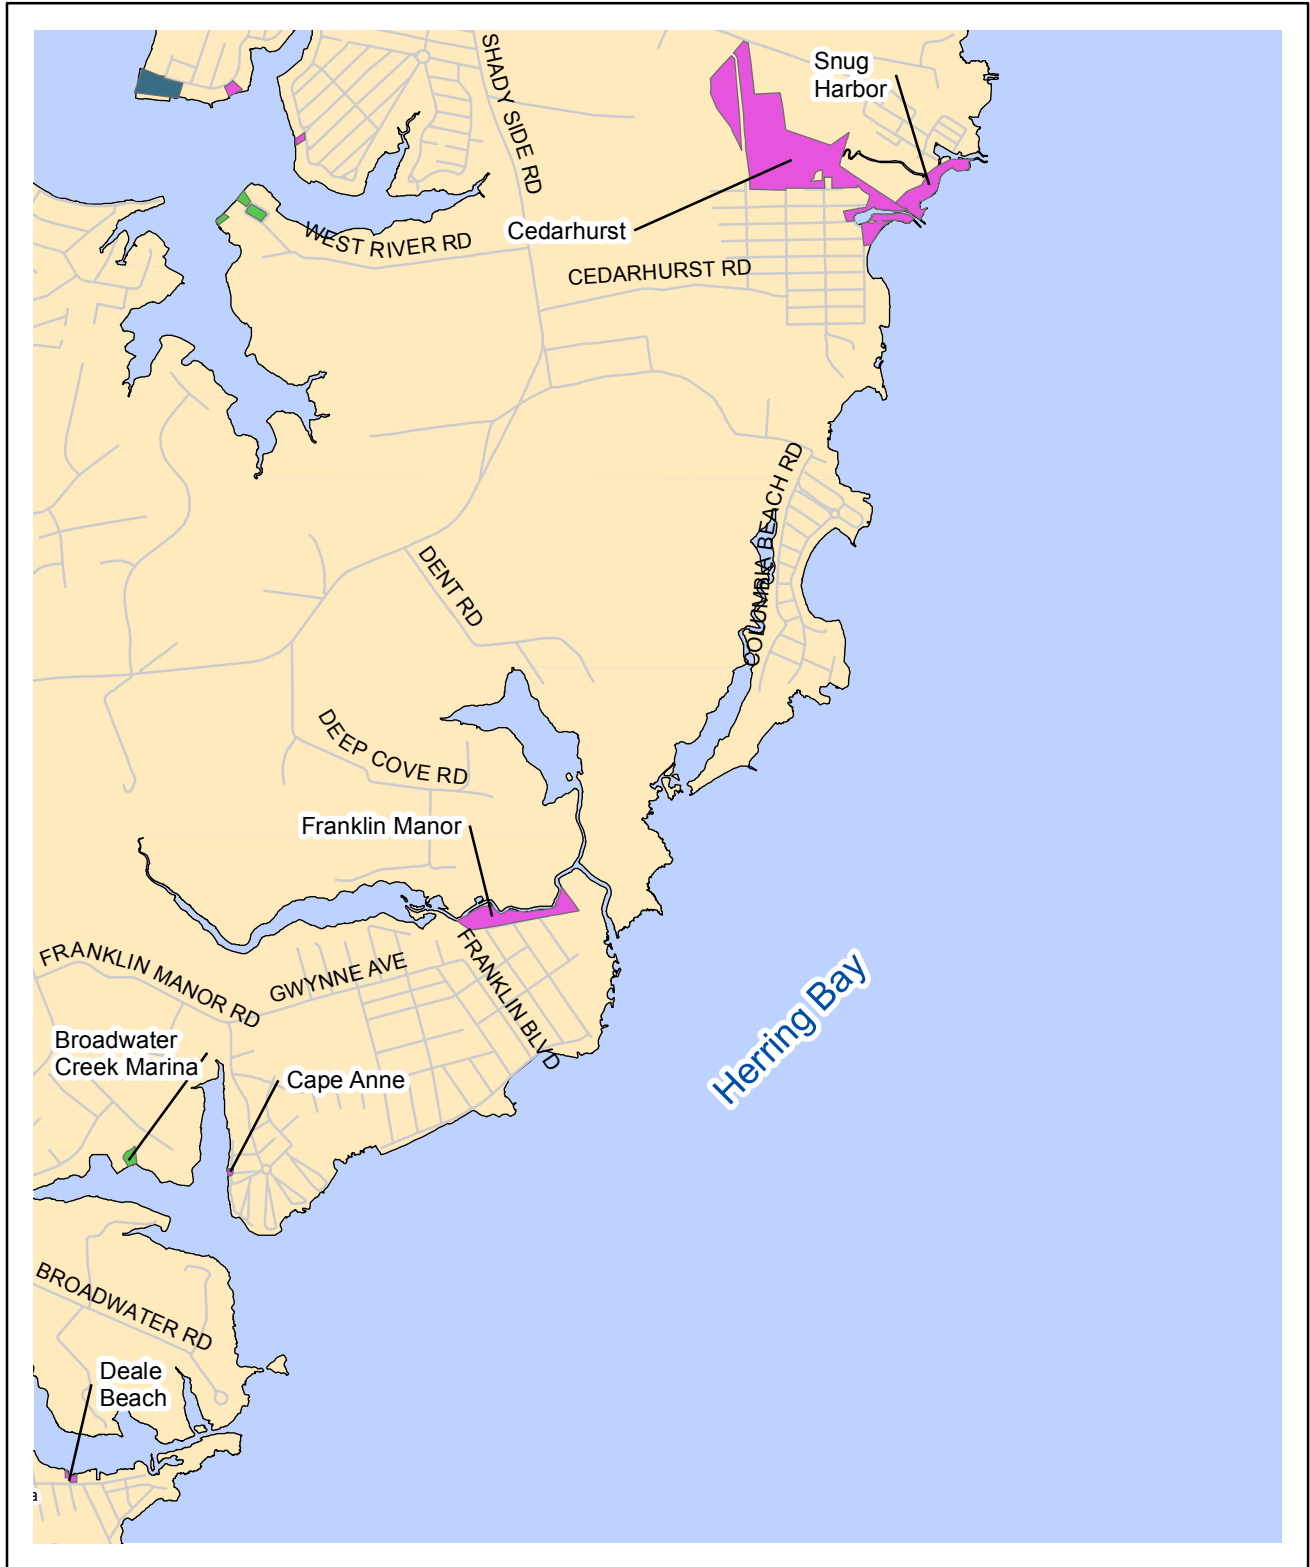 SHADY SIDE RD
Snug
Harbor
Cedarhurst
WEST RIVER RD
CEDARHURST RD
COLUMBIA BEACH RD
DENT RD
DEEP COVE RD
Franklin Manor
FRANKLIN MANOR RD
GWYNNE AVE
FRANKLIN BLVD
Herring Bay
Broadwater
Creek Marina
Cape Anne
BROADWATER RD
Deale
Beach
a